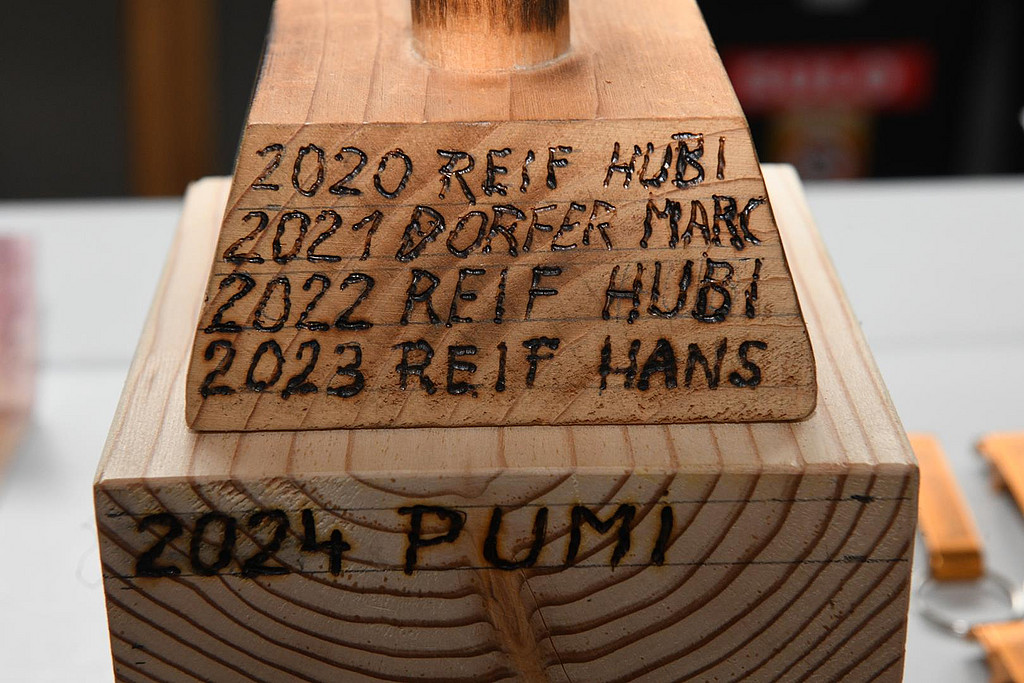 2020 REIF HUBI
2021 DORFER MARC
2022 REIF HUBI
2023 REIF HANS
2024 PUMi